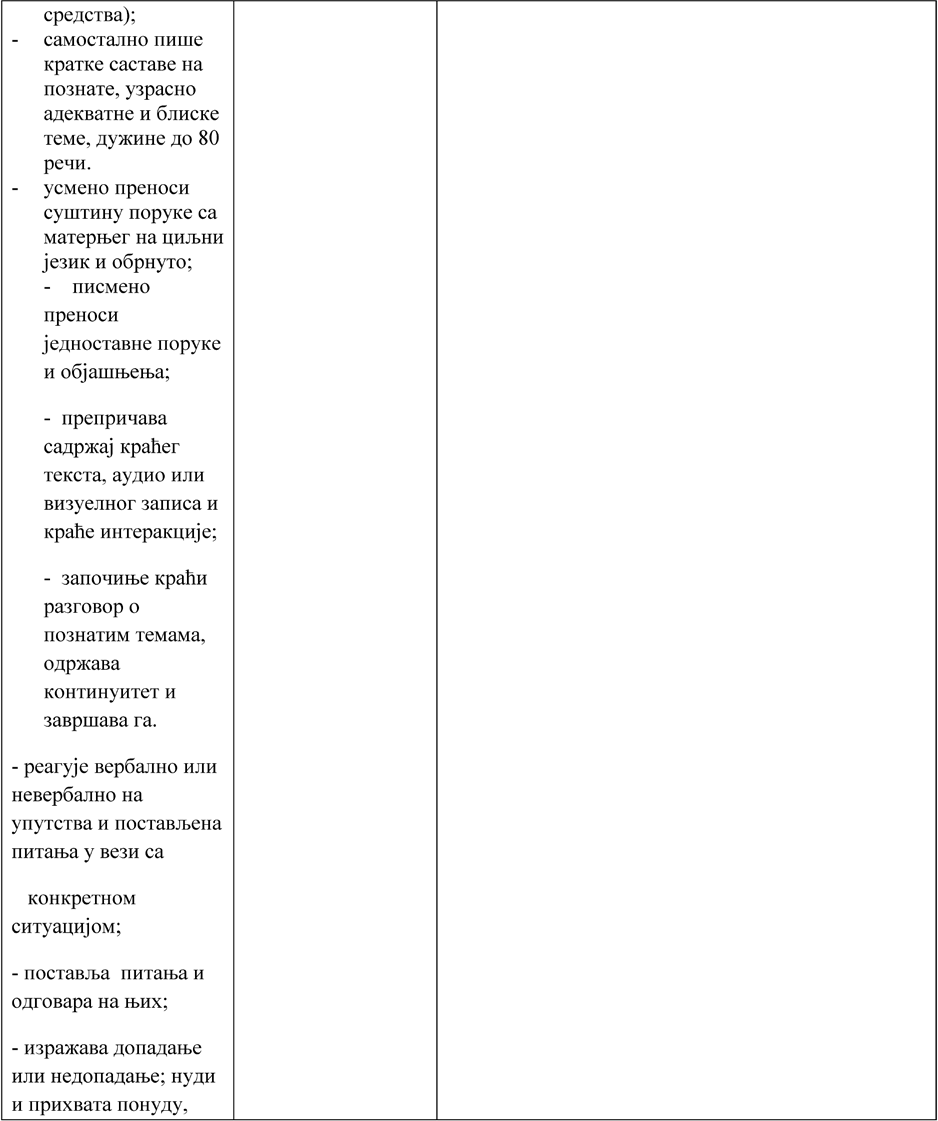 средства);
- самостално пише
кратке саставе на
познате, узрасно
адекватне и блиске
теме, дужине до 80
речи.
- усмено преноси
суштину поруке са
матерњег на циљни
језик и обрнуто;
- писмено
преноси
једноставне поруке
и објашњења;
- препричава
садржај краћег
текста, аудио или
визуелног записа и
краће интеракције;
- започиње краћи
разговор о
познатим темама,
одржава
континуитет и
завршава га.
- реагује вербално или
невербално на
упутства и постављена
питања у вези са
конкретном
ситуацијом;
- поставља питања и
одговара на њих;
- изражава допадање
или недопадање; нуди
и прихвата понуду,